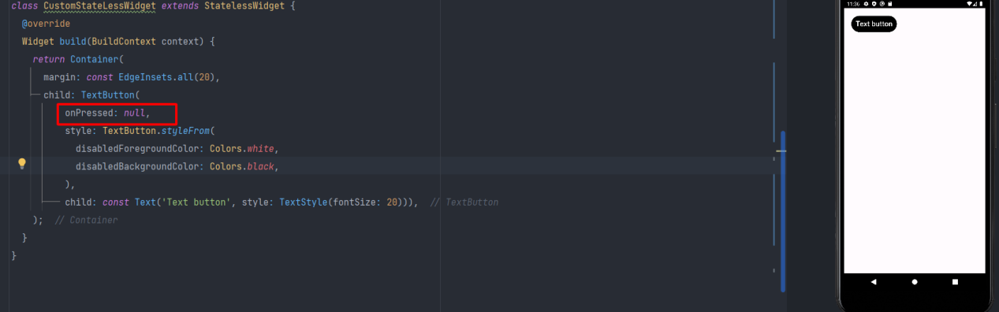 class CustomStateLessWidget extends StatelessWidget {
@override
Widget build(BuildContext context) {
return Container(
margin: const EdgeInsets.all(20),
child: TextButton(
onPressed: null,
style: TextButton.styleFrom(
disabledForegroundColor: Colors.white,
disabledBackgroundColor: Colors.black,
),
child: const Text('Text button', style: TextStyle(fontSize: 20))), // TextButton
); // Container
}
}
11:36
Text button